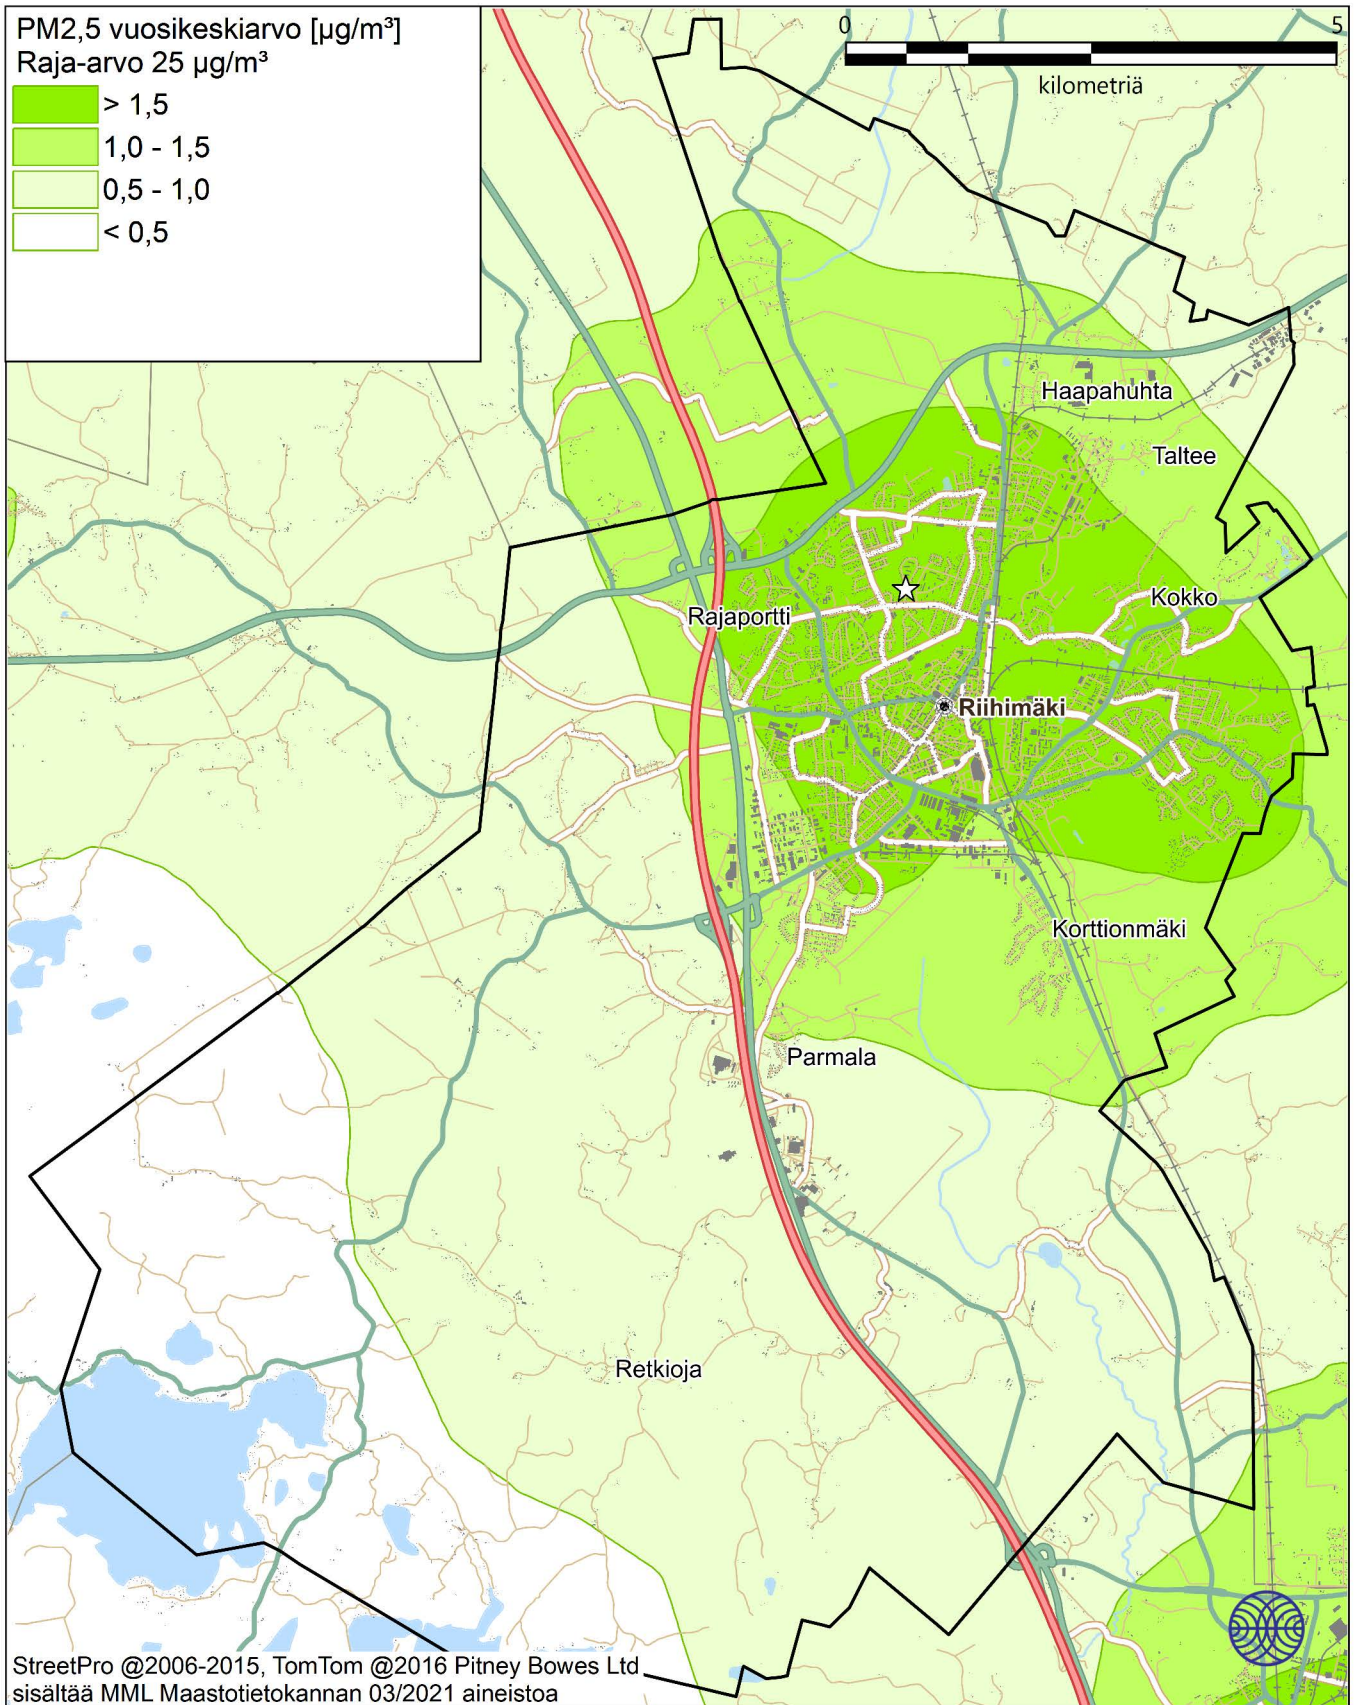 PM2,5 vuosikeskiarvo [µg/m³]
Raja-arvo 25 µg/m³
> 1,5
1,0 - 1,5
0,5 - 1,0
< 0,5
0 5
kilometriä
Haapahuhta
Taltee
Kokko
Rajaportti
Riihimäki
Korttionmäki
Parmala
Retkioja
StreetPro @2006-2015, TomTom @2016 Pitney Bowes Ltd
sisältää MML Maastotietokannan 03/2021 aineistoa